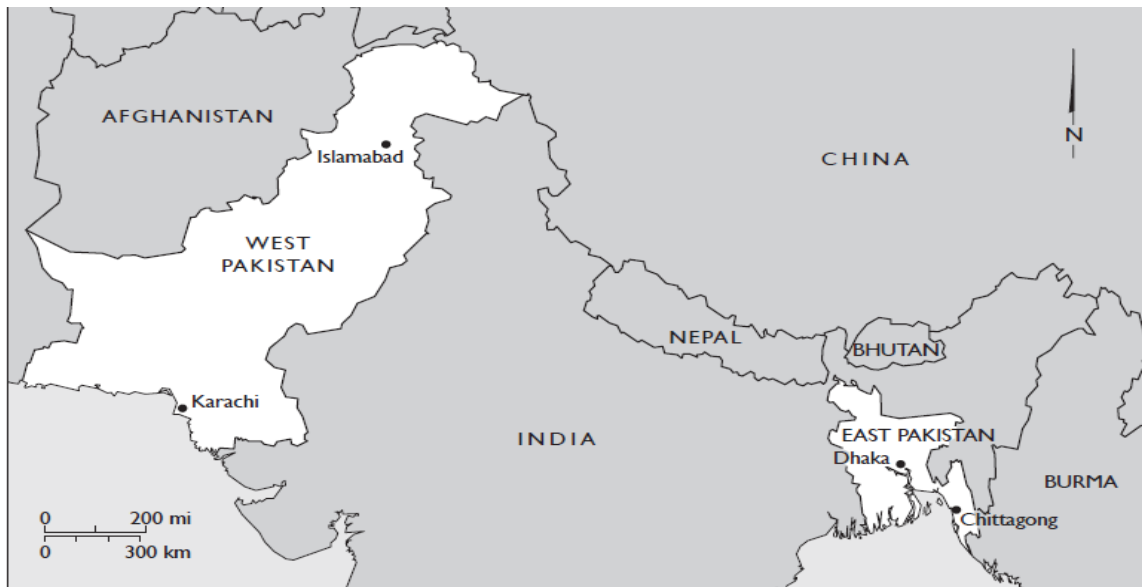 AFGHANISTAN
Islamabad
CHINA
N
WEST
PAKISTAN
NEPAL
BHUTAN
Karachi
INDIA
EAST PAKISTAN
Dhaka
BURMA
Chittagong
0 200 mi
0 300 km